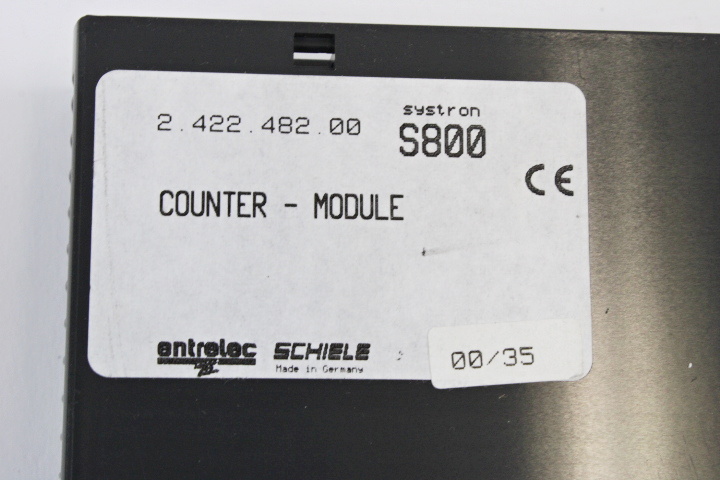 systron
2.422.482.00 S800
CE
COUNTER - MODULE
entrelec SCHIELE
Made in Germany
00/35